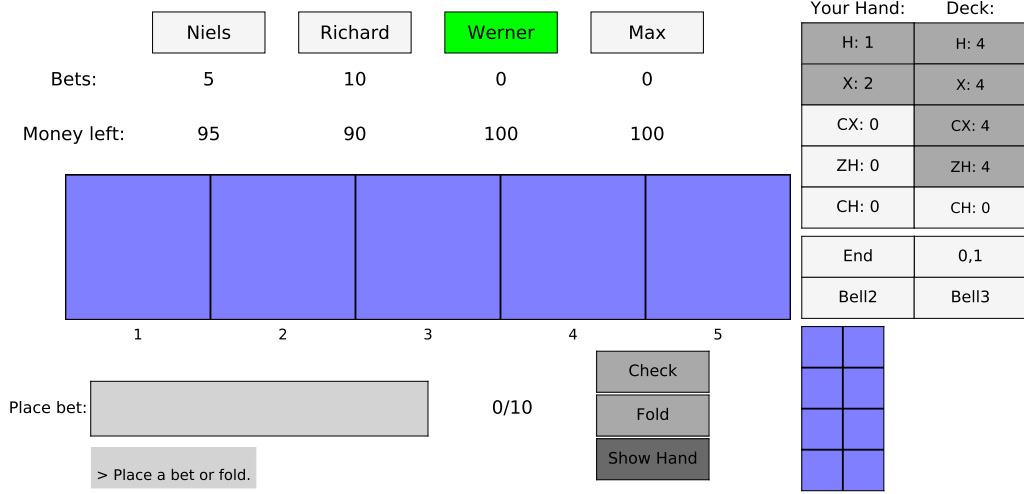 Niels Richard Werner Max
Bets: 5 10 0 0
Money left: 95 90 100 100
1 2 3 4 5
Place bet: 0/10
> Place a bet or fold.
Check
Fold
Show Hand
Your Hand: Deck:
H: 1 H: 4
X: 2 X: 4
CX: 0 CX: 4
ZH: 0 ZH: 4
CH: 0 CH: 0
End 0,1
Bell2 Bell3